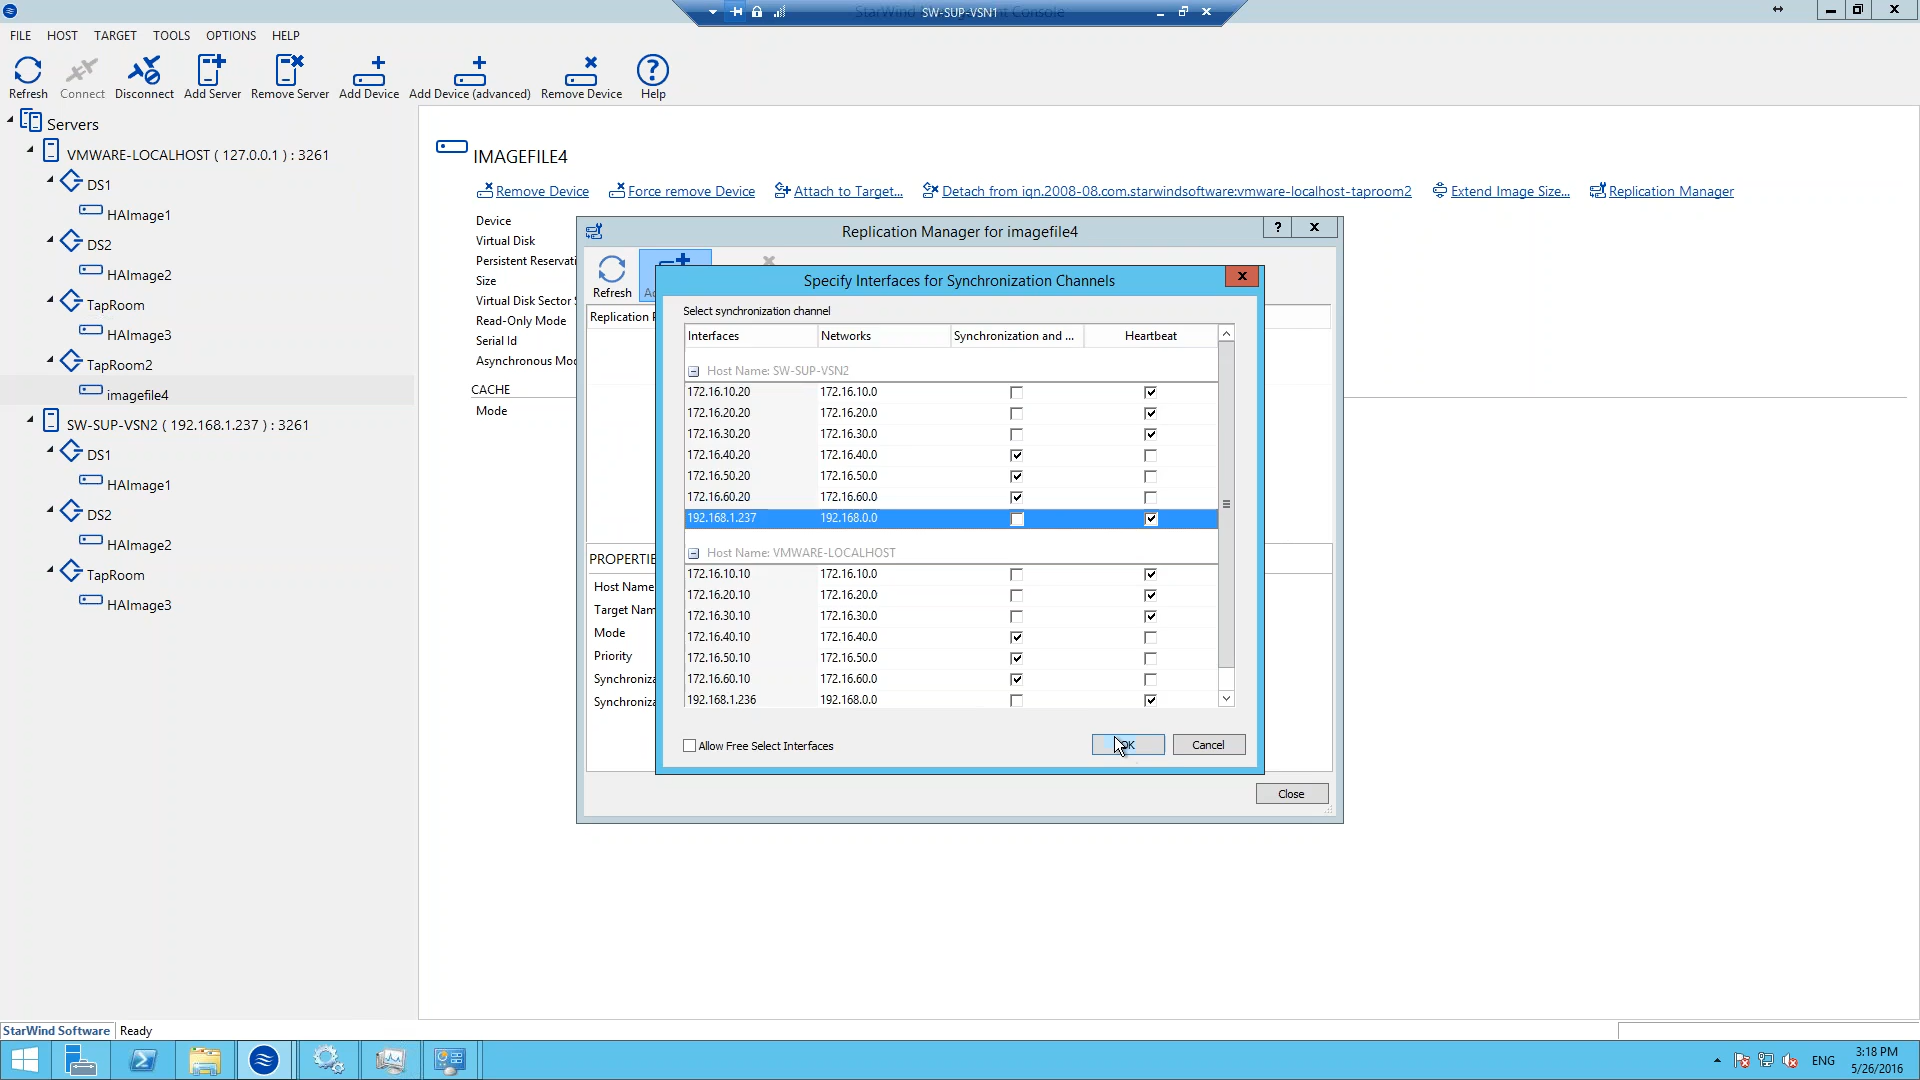 StarWind Management Console
SW-SUP-VSN1
FILE HOST TARGET TOOLS OPTIONS HELP
Refresh Connect Disconnect Add Server Remove Server Add Device Add Device (advanced) Remove Device Help
Servers
VMWARE-LOCALHOST ( 127.0.0.1 ) : 3261
DS1
HAImage1
DS2
HAImage2
TapRoom
HAImage3
TapRoom2
imagefile4
SW-SUP-VSN2 ( 192.168.1.237 ) : 3261
DS1
HAImage1
DS2
HAImage2
TapRoom
HAImage3
IMAGEFILE4
Remove Device Force remove Device Attach to Target... Detach from iqn.2008-08.com.starwindsoftware:vmware-localhost-taproom2 Extend Image Size... Replication Manager
Device
Virtual Disk
Persistent Reservati
Size
Virtual Disk Sector S
Read-Only Mode
Serial Id
Asynchronous Mod
CACHE
Mode
Replication Manager for imagefile4
Refresh
Replication P
PROPERTIE
Host Name
Target Nam
Mode
Priority
Synchroniza
Synchroniza
Close
Specify Interfaces for Synchronization Channels
Select synchronization channel
Interfaces Networks Synchronization and ... Heartbeat
Host Name: SW-SUP-VSN2
172.16.10.20 172.16.10.0
172.16.20.20 172.16.20.0
172.16.30.20 172.16.30.0
172.16.40.20 172.16.40.0
172.16.50.20 172.16.50.0
172.16.60.20 172.16.60.0
192.168.1.237 192.168.0.0
Host Name: VMWARE-LOCALHOST
172.16.10.10 172.16.10.0
172.16.20.10 172.16.20.0
172.16.30.10 172.16.30.0
172.16.40.10 172.16.40.0
172.16.50.10 172.16.50.0
172.16.60.10 172.16.60.0
192.168.1.236 192.168.0.0
Allow Free Select Interfaces
OK Cancel
StarWind Software Ready
ENG
3:18 PM
5/26/2016